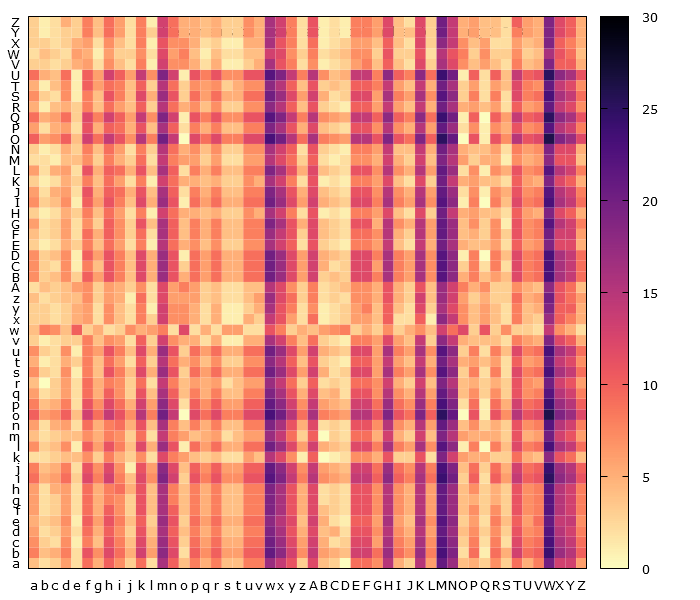 Z
Y
X
W
V
U
T
S
R
Q
P
O
N
M
L
K
J
I
H
G
F
E
D
C
B
A
z
y
x
w
v
u
t
s
r
q
p
o
n
m
l
k
j
i
h
g
f
e
d
c
b
a
a b c d e f g h i j k l m n o p q r s t u v w x y z A B C D E F G H I J K L M N O P Q R S T U V W X Y Z
30
25
20
15
10
5
0